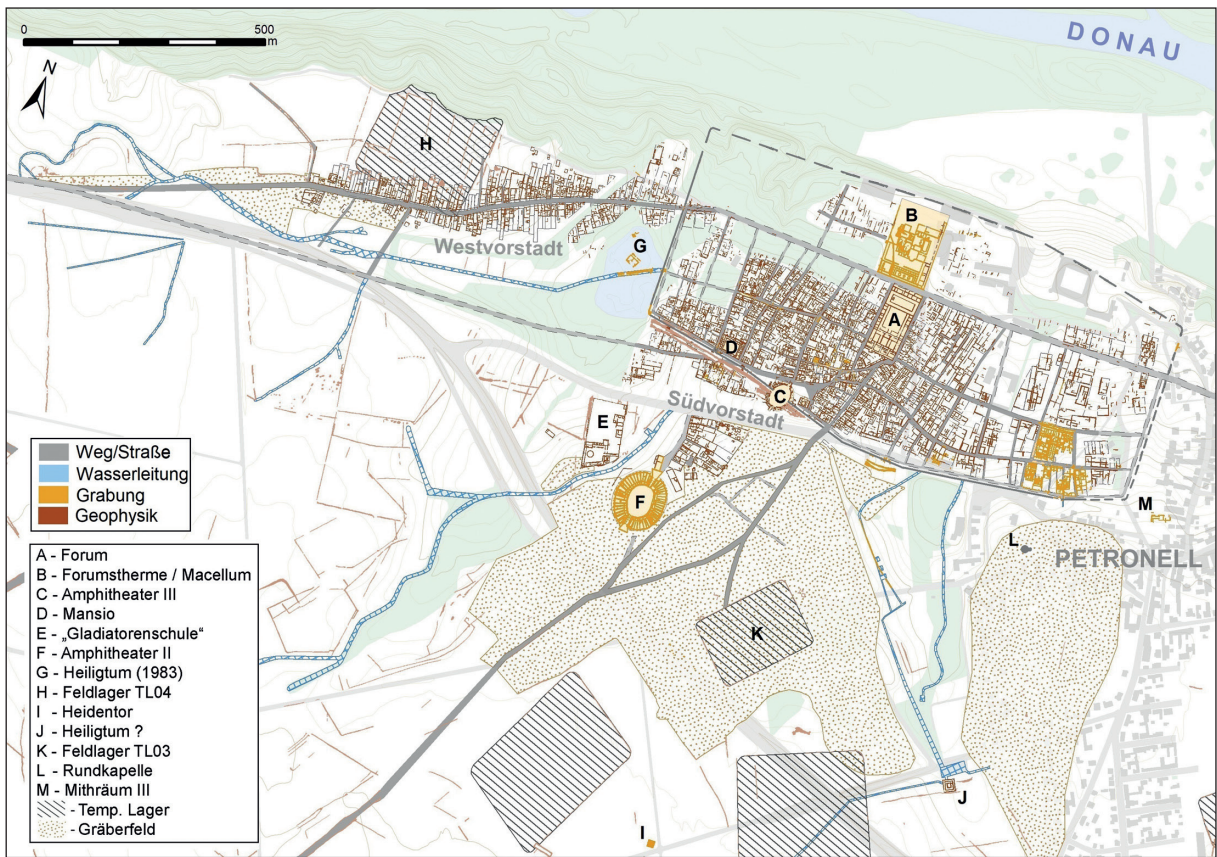 0
500
m
N
DONAU
H
B
Westvorstadt
G
A
D
C
Südvorstadt
E
F
M
L
PETRONELL
K
J
I
Weg/Straße
Wasserleitung
Grabung
Geophysik
A - Forum
B - Forumstherme / Macellum
C - Amphitheater III
D - Mansio
E - „Gladiatorenschule“
F - Amphitheater II
G - Heiligtum (1983)
H - Feldlager TL04
I - Heidentor
J - Heiligtum ?
K - Feldlager TL03
L - Rundkapelle
M - Mithräum III
- Temp. Lager
- Gräberfeld